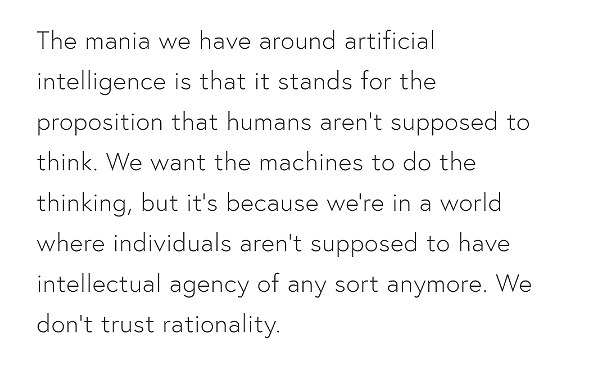 The mania we have around artificial
intelligence is that it stands for the
proposition that humans aren't supposed to
think. We want the machines to do the
thinking, but it's because we're in a world
where individuals aren't supposed to have
intellectual agency of any sort anymore. We
don't trust rationality.